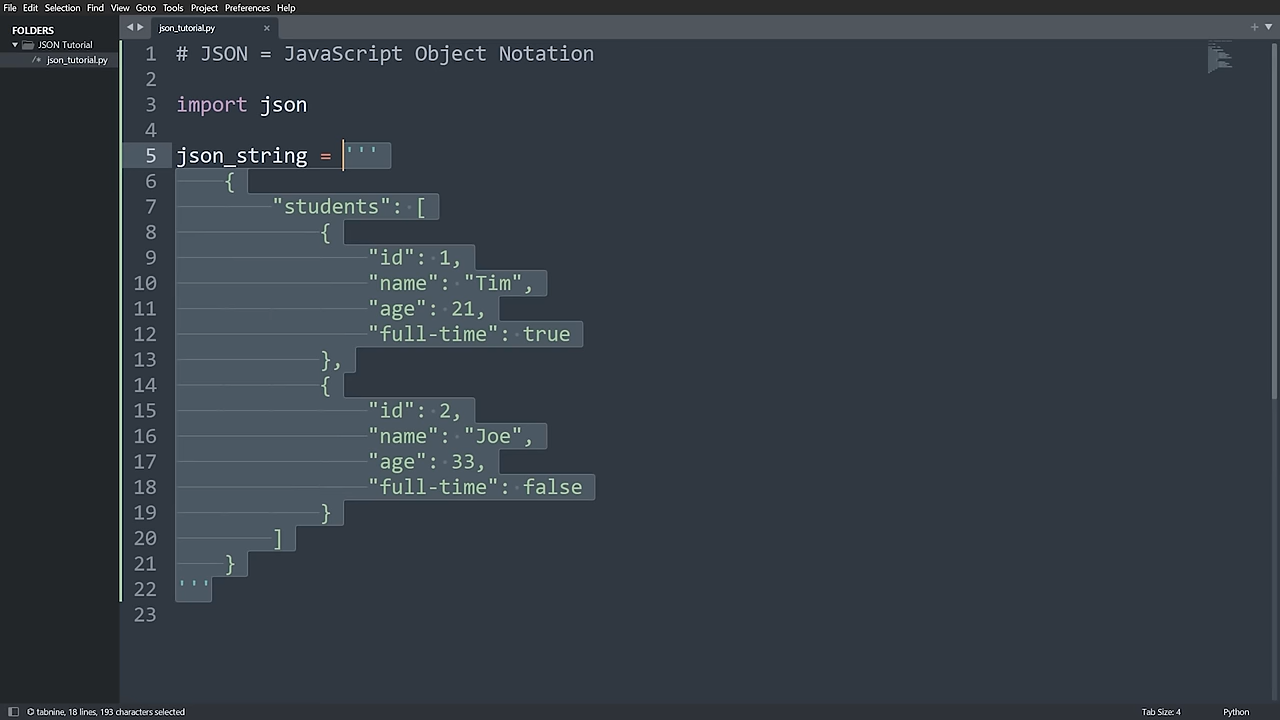 File Edit Selection Find View Goto Tools Project Preferences Help
FOLDERS
JSON Tutorial
/* json_tutorial.py
json_tutorial.py ×
1 # JSON = JavaScript Object Notation
2
3 import json
4
5 json_string = '''
6 {
7 "students": [
8 {
9 "id": 1,
10 "name": "Tim",
11 "age": 21,
12 "full-time": true
13 },
14 {
15 "id": 2,
16 "name": "Joe",
17 "age": 33,
18 "full-time": false
19 }
20 ]
21 }
22 '''
23
tabnine, 18 lines, 193 characters selected
Tab Size: 4
Python